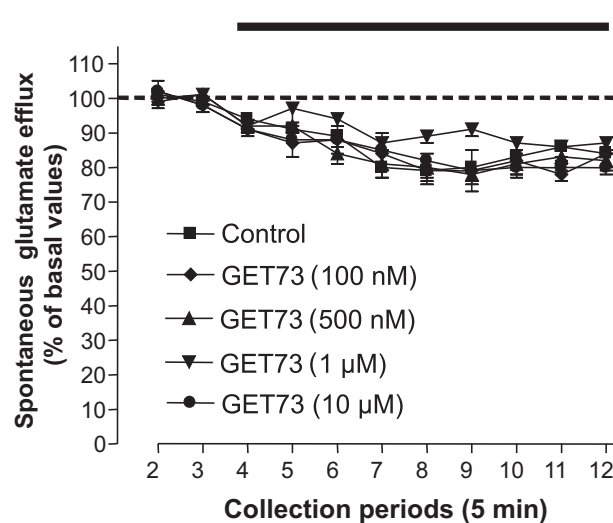 Spontaneous glutamate efflux
(% of basal values)
110
100
90
80
70
60
50
40
30
20
10
0
Control
GET73 (100 nM)
GET73 (500 nM)
GET73 (1 µM)
GET73 (10 µM)
2 3 4 5 6 7 8 9 10 11 12
Collection periods (5 min)